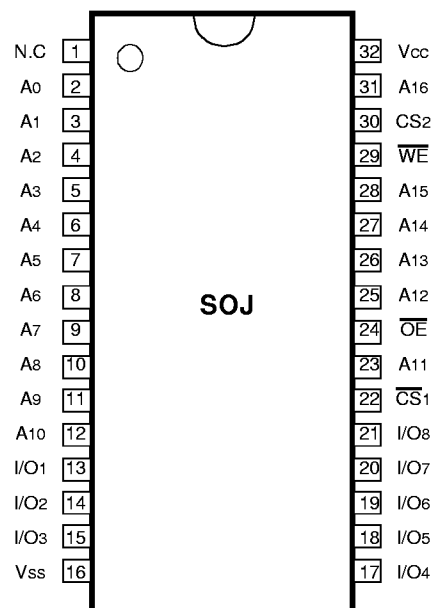 N.C 1 32 Vcc
A0 2 31 A16
A1 3 30 CS2
A2 4 29 W̅E̅
A3 5 28 A15
A4 6 27 A14
A5 7 26 A13
A6 8 SOJ 25 A12
A7 9 24 O̅E̅
A8 10 23 A11
A9 11 22 C̅S̅1
A10 12 21 I/O8
I/O1 13 20 I/O7
I/O2 14 19 I/O6
I/O3 15 18 I/O5
Vss 16 17 I/O4